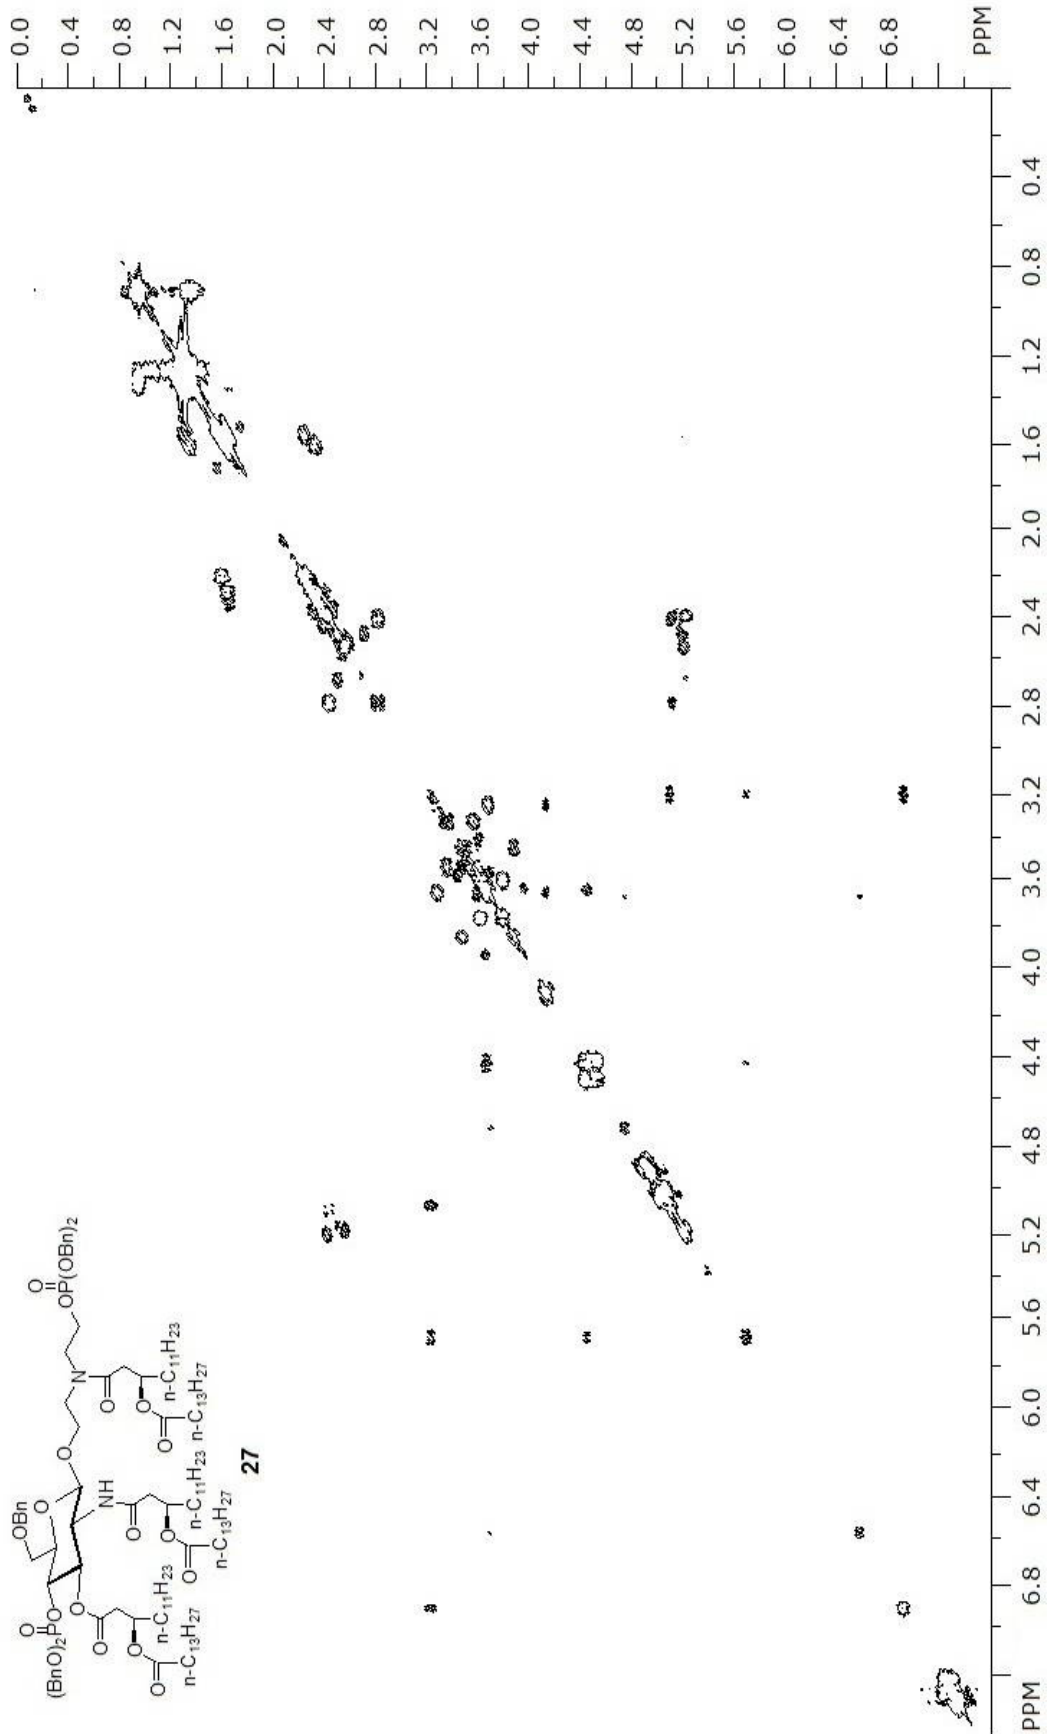 0.0 0.4 0.8 1.2 1.6 2.0 2.4 2.8 3.2 3.6 4.0 4.4 4.8 5.2 5.6 6.0 6.4 6.8 PPM
0.4
0.8
1.2
1.6
2.0
2.4
2.8
3.2
3.6
4.0
4.4
4.8
5.2
5.6
6.0
6.4
6.8
PPM
OBn
O
(BnO)₂PO
O
O
O
NH
N
O
OP(OBn)₂
O
O
O
n-C₁₁H₂₃
O
n-C₁₃H₂₇
O
O
n-C₁₁H₂₃
O
n-C₁₃H₂₇
O
O
n-C₁₁H₂₃
O
n-C₁₃H₂₇
27